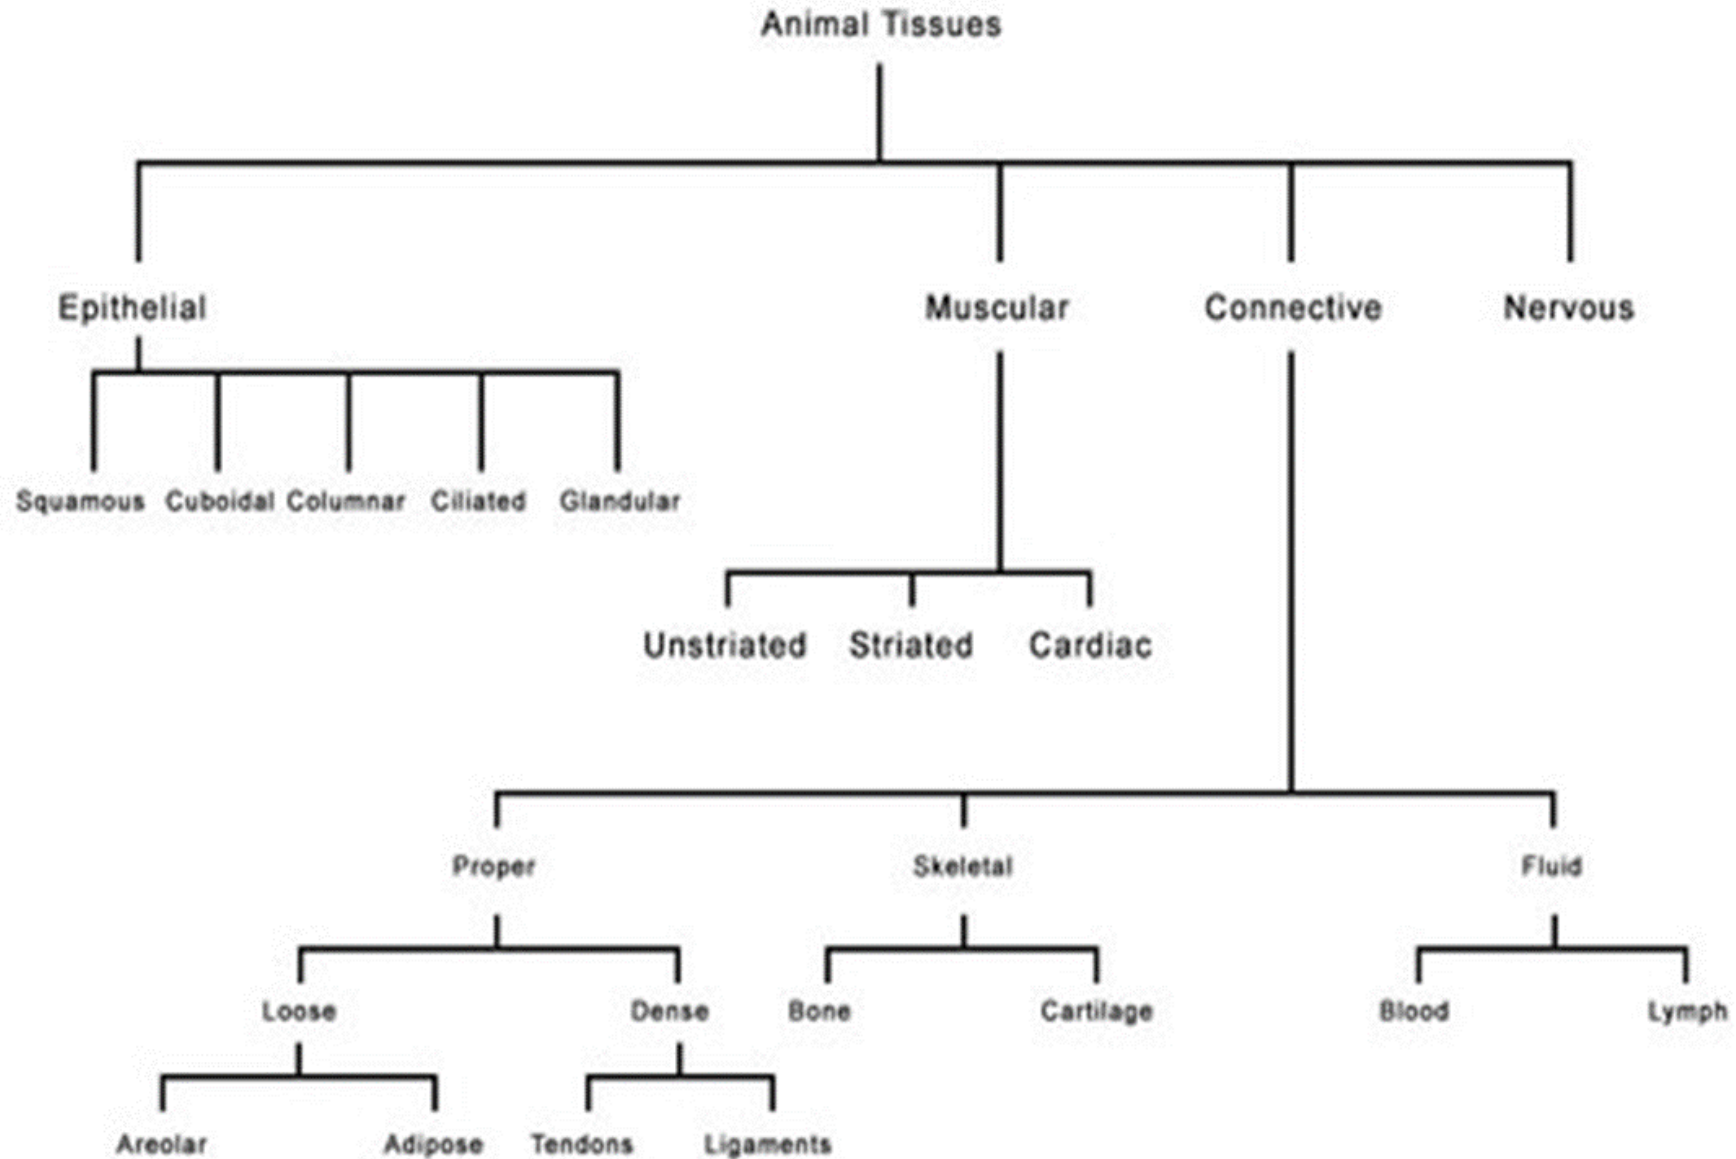 Animal Tissues
Epithelial Muscular Connective Nervous
Squamous Cuboidal Columnar Ciliated Glandular
Unstriated Striated Cardiac
Proper Skeletal Fluid
Loose Dense Bone Cartilage Blood Lymph
Areolar Adipose Tendons Ligaments